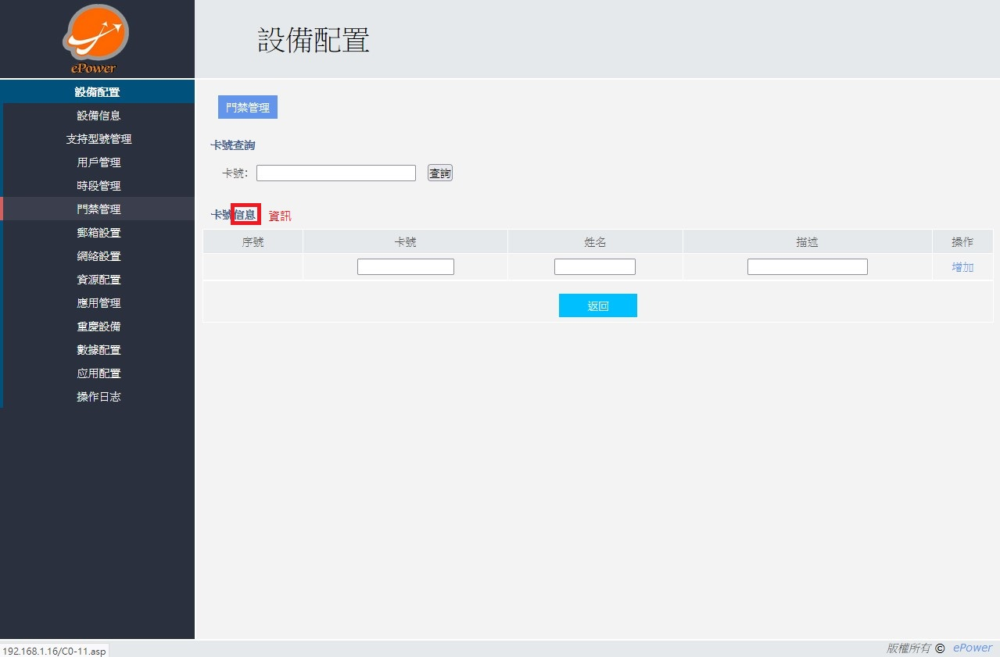 ePower
設備配置
設備配置
設備信息
支持型號管理
用戶管理
時段管理
門禁管理
郵箱設置
網絡設置
資源配置
應用管理
重慶設備
數據配置
应用配置
操作日志
門禁管理
卡號查詢
卡號： 查詢
卡號信息 資訊
序號 卡號 姓名 描述 操作
增加
返回
192.168.1.16/C0-11.asp
版權所有 © ePower